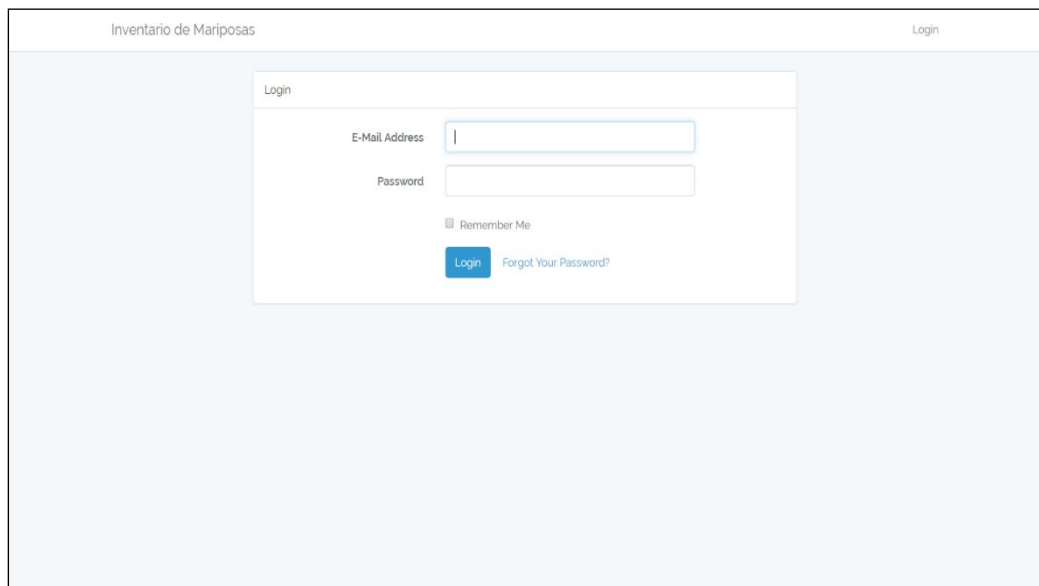 Inventario de Mariposas Login
Login
E-Mail Address
Password
Remember Me
Login Forgot Your Password?